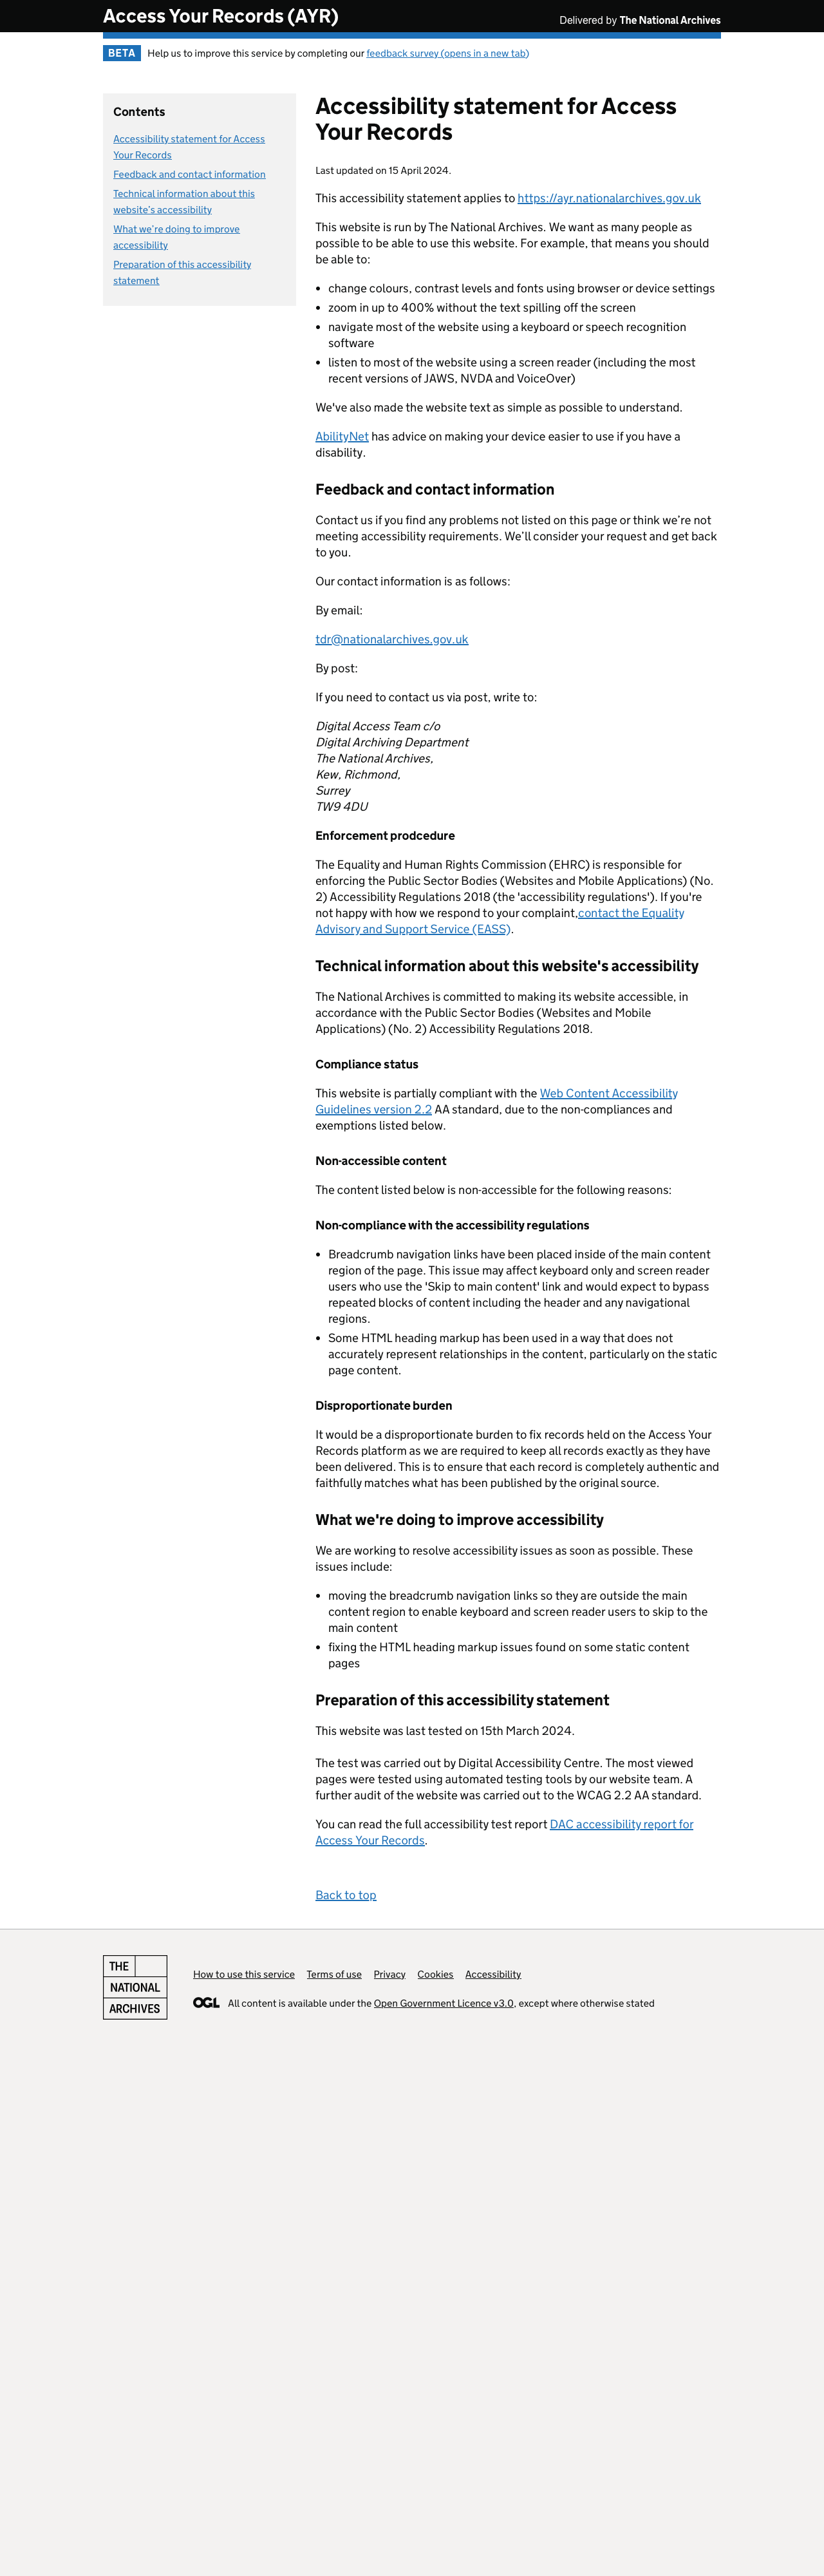 Access Your Records (AYR)
Delivered by The National Archives
BETA Help us to improve this service by completing our feedback survey (opens in a new tab)
Contents
Accessibility statement for Access
Your Records
Feedback and contact information
Technical information about this
website's accessibility
What we're doing to improve
accessibility
Preparation of this accessibility
statement
Accessibility statement for Access
Your Records
Last updated on 15 April 2024.
This accessibility statement applies to https://ayr.nationalarchives.gov.uk
This website is run by The National Archives. We want as many people as
possible to be able to use this website. For example, that means you should
be able to:
• change colours, contrast levels and fonts using browser or device settings
• zoom in up to 400% without the text spilling off the screen
• navigate most of the website using a keyboard or speech recognition
software
• listen to most of the website using a screen reader (including the most
recent versions of JAWS, NVDA and VoiceOver)
We've also made the website text as simple as possible to understand.
AbilityNet has advice on making your device easier to use if you have a
disability.
Feedback and contact information
Contact us if you find any problems not listed on this page or think we’re not
meeting accessibility requirements. We’ll consider your request and get back
to you.
Our contact information is as follows:
By email:
tdr@nationalarchives.gov.uk
By post:
If you need to contact us via post, write to:
Digital Access Team c/o
Digital Archiving Department
The National Archives,
Kew, Richmond,
Surrey
TW9 4DU
Enforcement prodcedure
The Equality and Human Rights Commission (EHRC) is responsible for
enforcing the Public Sector Bodies (Websites and Mobile Applications) (No.
2) Accessibility Regulations 2018 (the 'accessibility regulations'). If you're
not happy with how we respond to your complaint,contact the Equality
Advisory and Support Service (EASS).
Technical information about this website's accessibility
The National Archives is committed to making its website accessible, in
accordance with the Public Sector Bodies (Websites and Mobile
Applications) (No. 2) Accessibility Regulations 2018.
Compliance status
This website is partially compliant with the Web Content Accessibility
Guidelines version 2.2 AA standard, due to the non-compliances and
exemptions listed below.
Non-accessible content
The content listed below is non-accessible for the following reasons:
Non-compliance with the accessibility regulations
• Breadcrumb navigation links have been placed inside of the main content
region of the page. This issue may affect keyboard only and screen reader
users who use the 'Skip to main content' link and would expect to bypass
repeated blocks of content including the header and any navigational
regions.
• Some HTML heading markup has been used in a way that does not
accurately represent relationships in the content, particularly on the static
page content.
Disproportionate burden
It would be a disproportionate burden to fix records held on the Access Your
Records platform as we are required to keep all records exactly as they have
been delivered. This is to ensure that each record is completely authentic and
faithfully matches what has been published by the original source.
What we're doing to improve accessibility
We are working to resolve accessibility issues as soon as possible. These
issues include:
• moving the breadcrumb navigation links so they are outside the main
content region to enable keyboard and screen reader users to skip to the
main content
• fixing the HTML heading markup issues found on some static content
pages
Preparation of this accessibility statement
This website was last tested on 15th March 2024.
The test was carried out by Digital Accessibility Centre. The most viewed
pages were tested using automated testing tools by our website team. A
further audit of the website was carried out to the WCAG 2.2 AA standard.
You can read the full accessibility test report DAC accessibility report for
Access Your Records.
Back to top
THE
NATIONAL
ARCHIVES
How to use this service Terms of use Privacy Cookies Accessibility
OGL All content is available under the Open Government Licence v3.0, except where otherwise stated